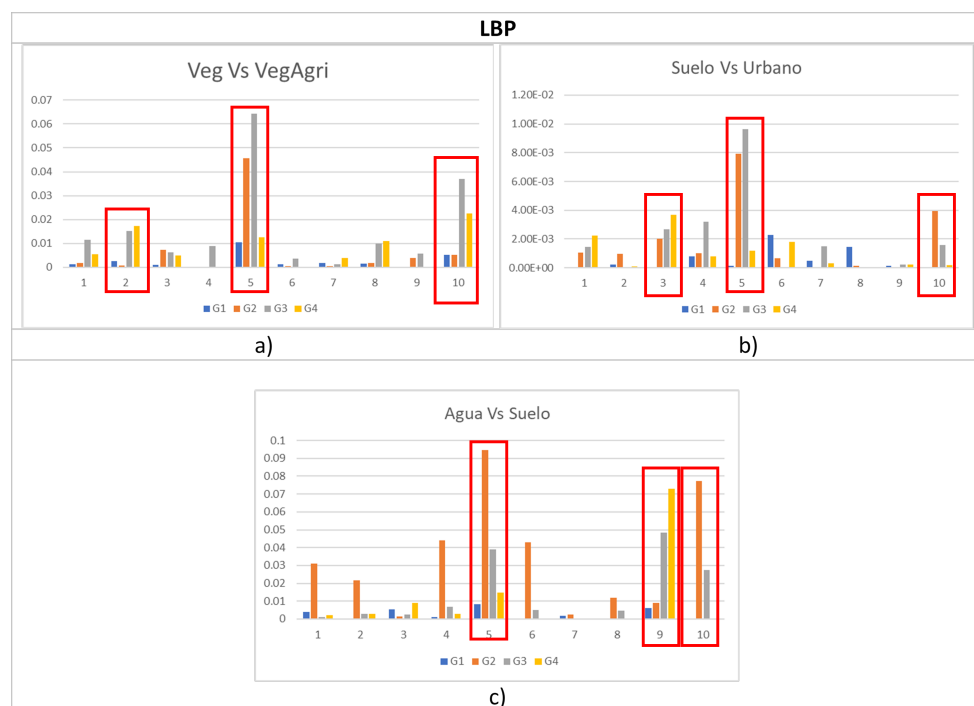 LBP
Veg Vs VegAgri
0.07
0.06
0.05
0.04
0.03
0.02
0.01
0
1 2 3 4 5 6 7 8 9 10
G1 G2 G3 G4
a)
Suelo Vs Urbano
1.20E-02
1.00E-02
8.00E-03
6.00E-03
4.00E-03
2.00E-03
0.00E+00
1 2 3 4 5 6 7 8 9 10
G1 G2 G3 G4
b)
Agua Vs Suelo
0.1
0.09
0.08
0.07
0.06
0.05
0.04
0.03
0.02
0.01
0
1 2 3 4 5 6 7 8 9 10
G1 G2 G3 G4
c)